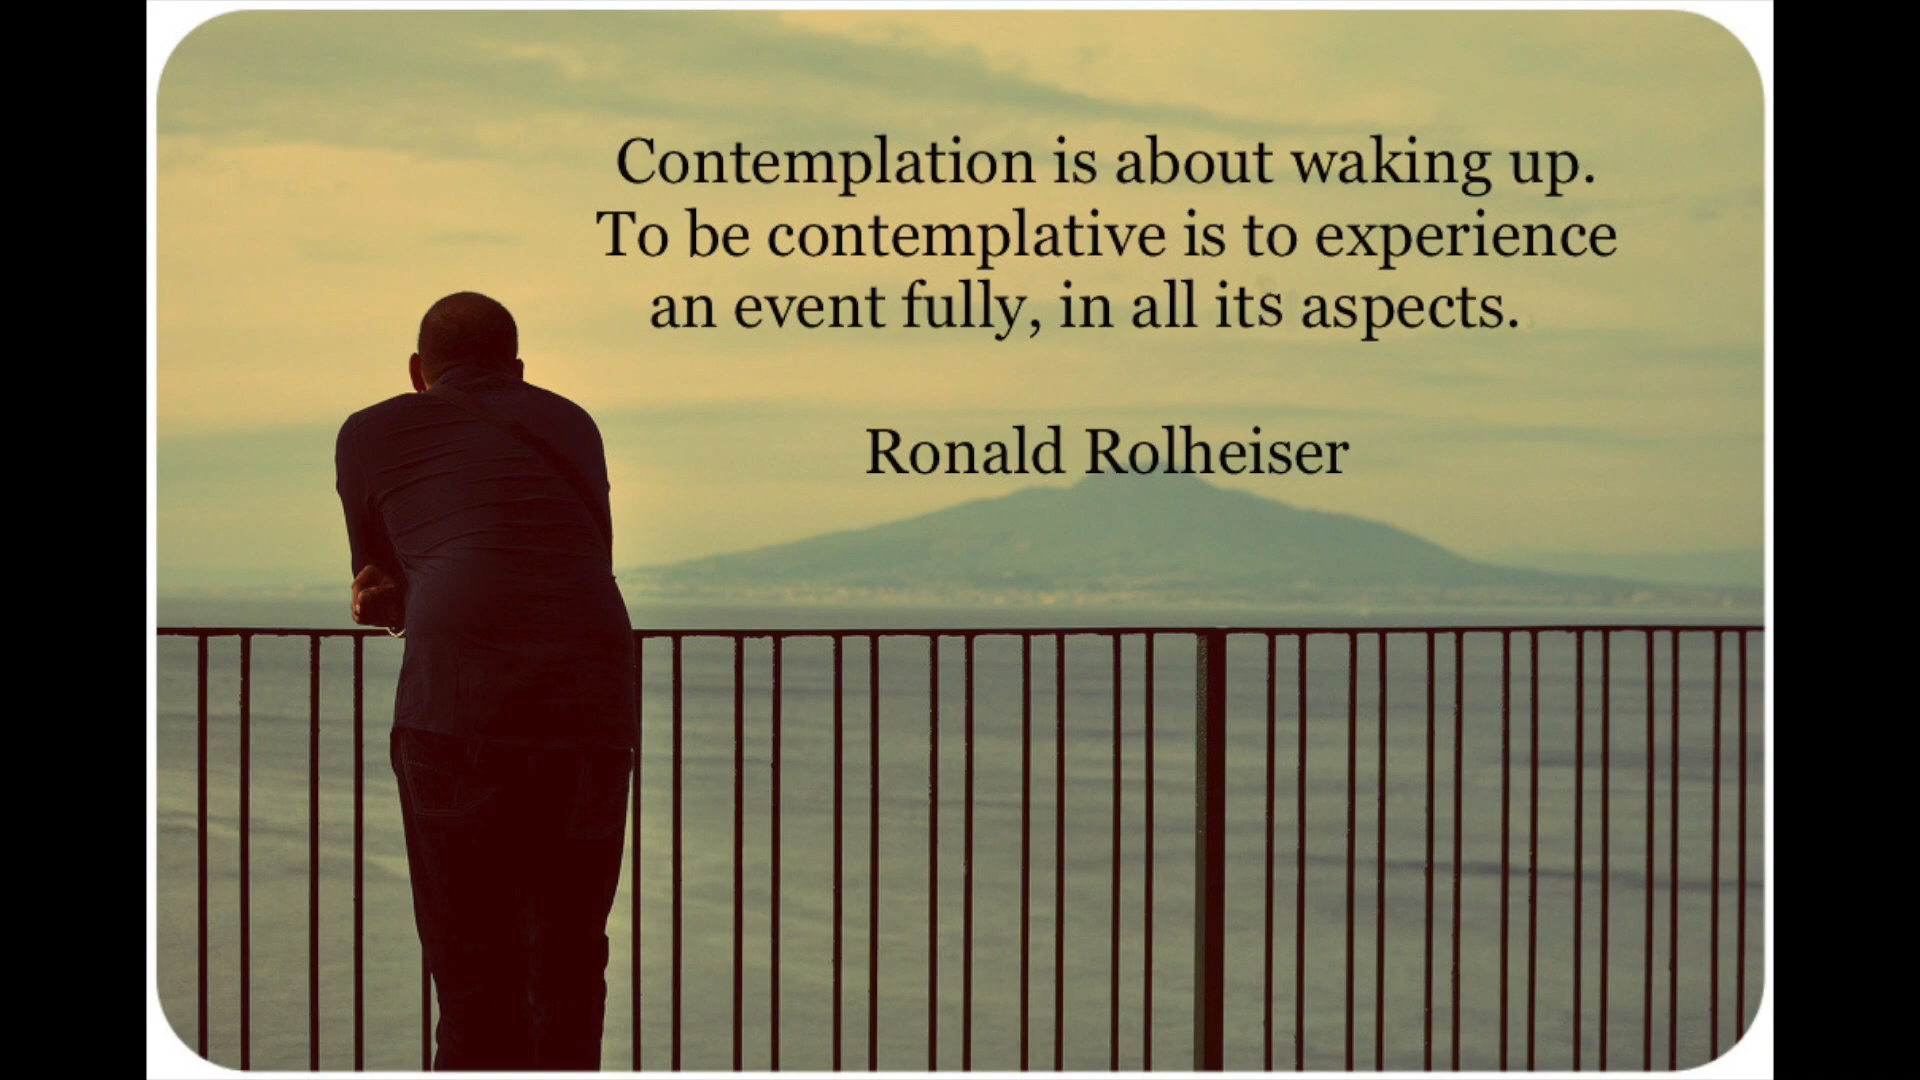 Contemplation is about waking up.
To be contemplative is to experience
an event fully, in all its aspects.
Ronald Rolheiser